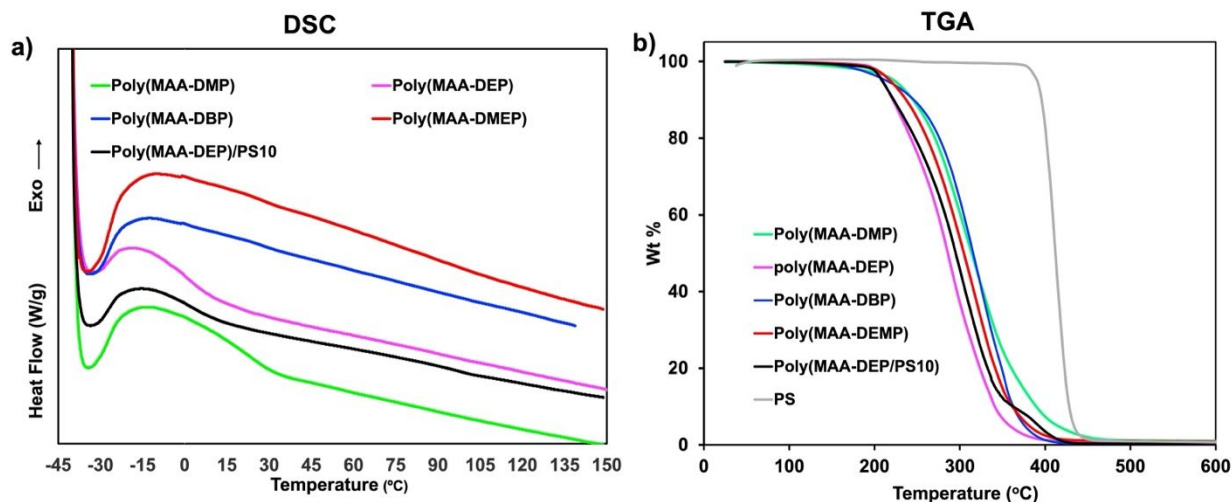 DSC
a)
Poly(MAA-DMP)
Poly(MAA-DEP)
Poly(MAA-DBP)
Poly(MAA-DMEP)
Poly(MAA-DEP)/PS10
Heat Flow (W/g)
Exo →
-45 -30 -15 0 15 30 45 60 75 90 105 120 135 150
Temperature (°C)
TGA
b)
100
80
60
40
20
0
Wt %
Poly(MAA-DMP)
poly(MAA-DEP)
Poly(MAA-DBP)
Poly(MAA-DEMP)
Poly(MAA-DEP/PS10)
PS
0 100 200 300 400 500 600
Temperature (°C)